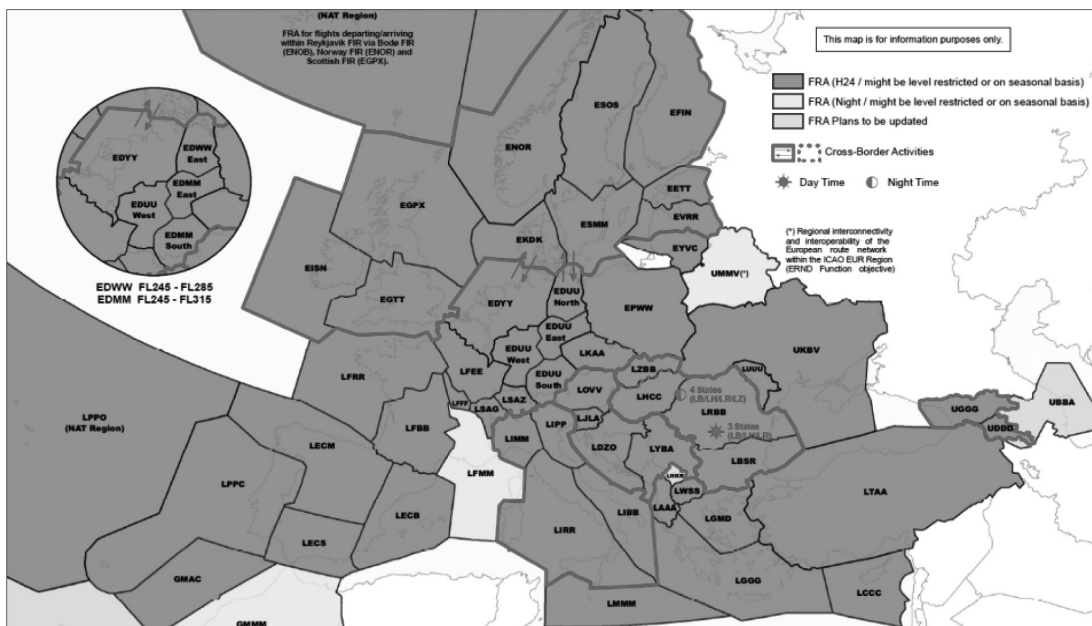 (NAT Region)
FRA for flights departing/arriving
within Reykjavik FIR via Bodø FIR
(ENOB), Norway FIR (ENOR) and
Scottish FIR (EGPX).
This map is for information purposes only.
FRA (H24 / might be level restricted or on seasonal basis)
FRA (Night / might be level restricted or on seasonal basis)
FRA Plans to be updated
Cross-Border Activities
Day Time
Night Time
(*) Regional interconnectivity
and interoperability of the
European route network
within the ICAO EUR Region
(ERND Function objective)
EDYY
EDWW
East
EDMM
East
EDUU
West
EDMM
South
EDWW FL245 - FL285
EDMM FL245 - FL315
ESOS
EFIN
ENOR
EETT
EGPX
EVRR
ESMM
EKDK
EYVC
UMMV(*)
EISN
EGTT
EDYY
EDUU
North
EPWW
EDUU
East
EDUU
West
LKAA
UKBV
LFRR
LFEE
EDUU
South
LZBB
LUUU
LOVV
LHCC
4 States
(LB/LH/LR/LZ)
LFFF
LSAG
LSAZ
LRBB
3 States
(LB/LH/LR)
UGGG
UBBA
UDDD
LPPO
(NAT Region)
LFBB
LIMM
LIPP
LJLA
LDZO
LYBA
LBSR
LECM
LFMM
LWSS
LAAA
LTAA
LPPC
LECB
LIRR
LIBB
LGMD
LECS
GMAC
LGGG
LCCC
LMMM
GMMM